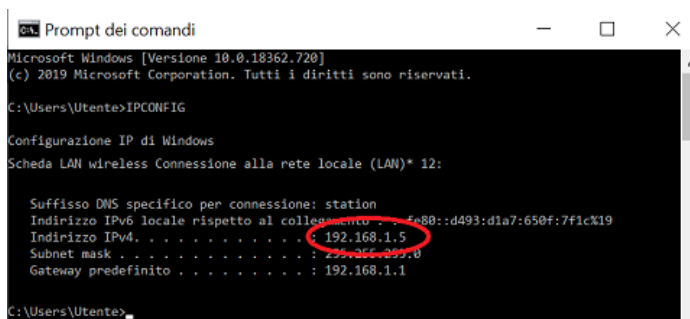 Prompt dei comandi
Microsoft Windows [Versione 10.0.18362.720]
(c) 2019 Microsoft Corporation. Tutti i diritti sono riservati.
C:\Users\Utente>IPCONFIG
Configurazione IP di Windows
Scheda LAN wireless Connessione alla rete locale (LAN)* 12:
Suffisso DNS specifico per connessione: station
Indirizzo IPv6 locale rispetto al collegamento . : fe80::d493:d1a7:650f:7f1c%19
Indirizzo IPv4. . . . . . . . . . . . : 192.168.1.5
Subnet mask . . . . . . . . . . . . . : 255.255.255.0
Gateway predefinito . . . . . . . . . : 192.168.1.1
C:\Users\Utente>_